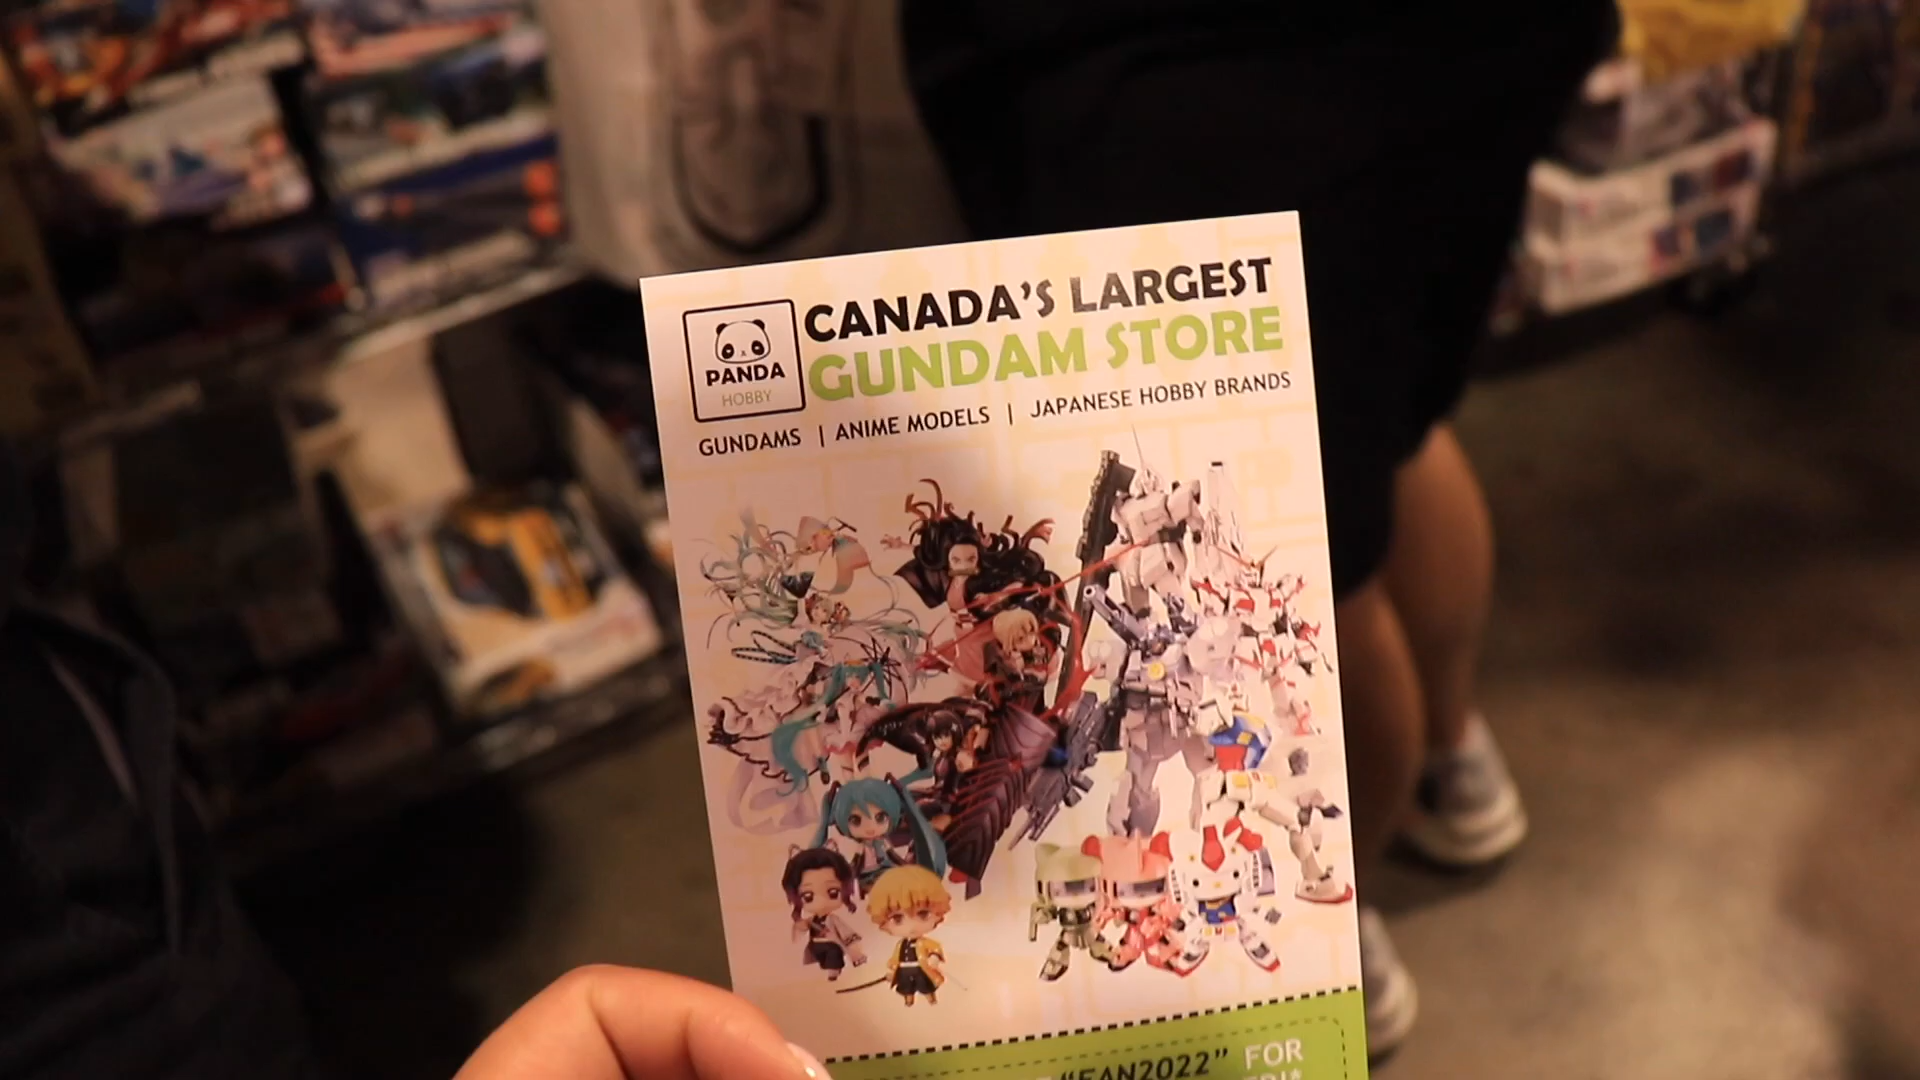 CANADA'S LARGEST
GUNDAM STORE
PANDA
HOBBY
GUNDAMS | ANIME MODELS | JAPANESE HOBBY BRANDS
"FAN2022" FOR